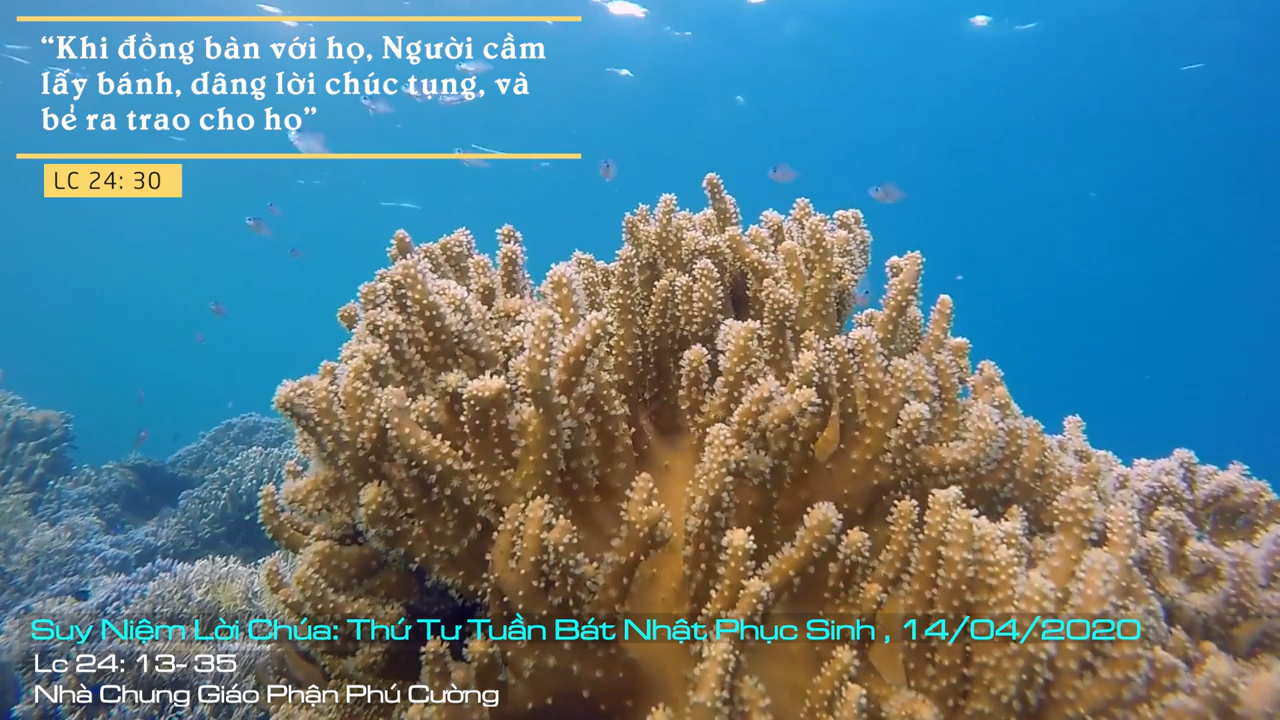 “Khi đồng bàn với họ, Người cầm
lấy bánh, dâng lời chúc tụng, và
bẻ ra trao cho họ”
LC 24: 30
Suy Niệm Lời Chúa: Thứ Tư Tuần Bát Nhật Phục Sinh , 14/04/2020
Lc 24: 13- 35
Nhà Chung Giáo Phận Phú Cường